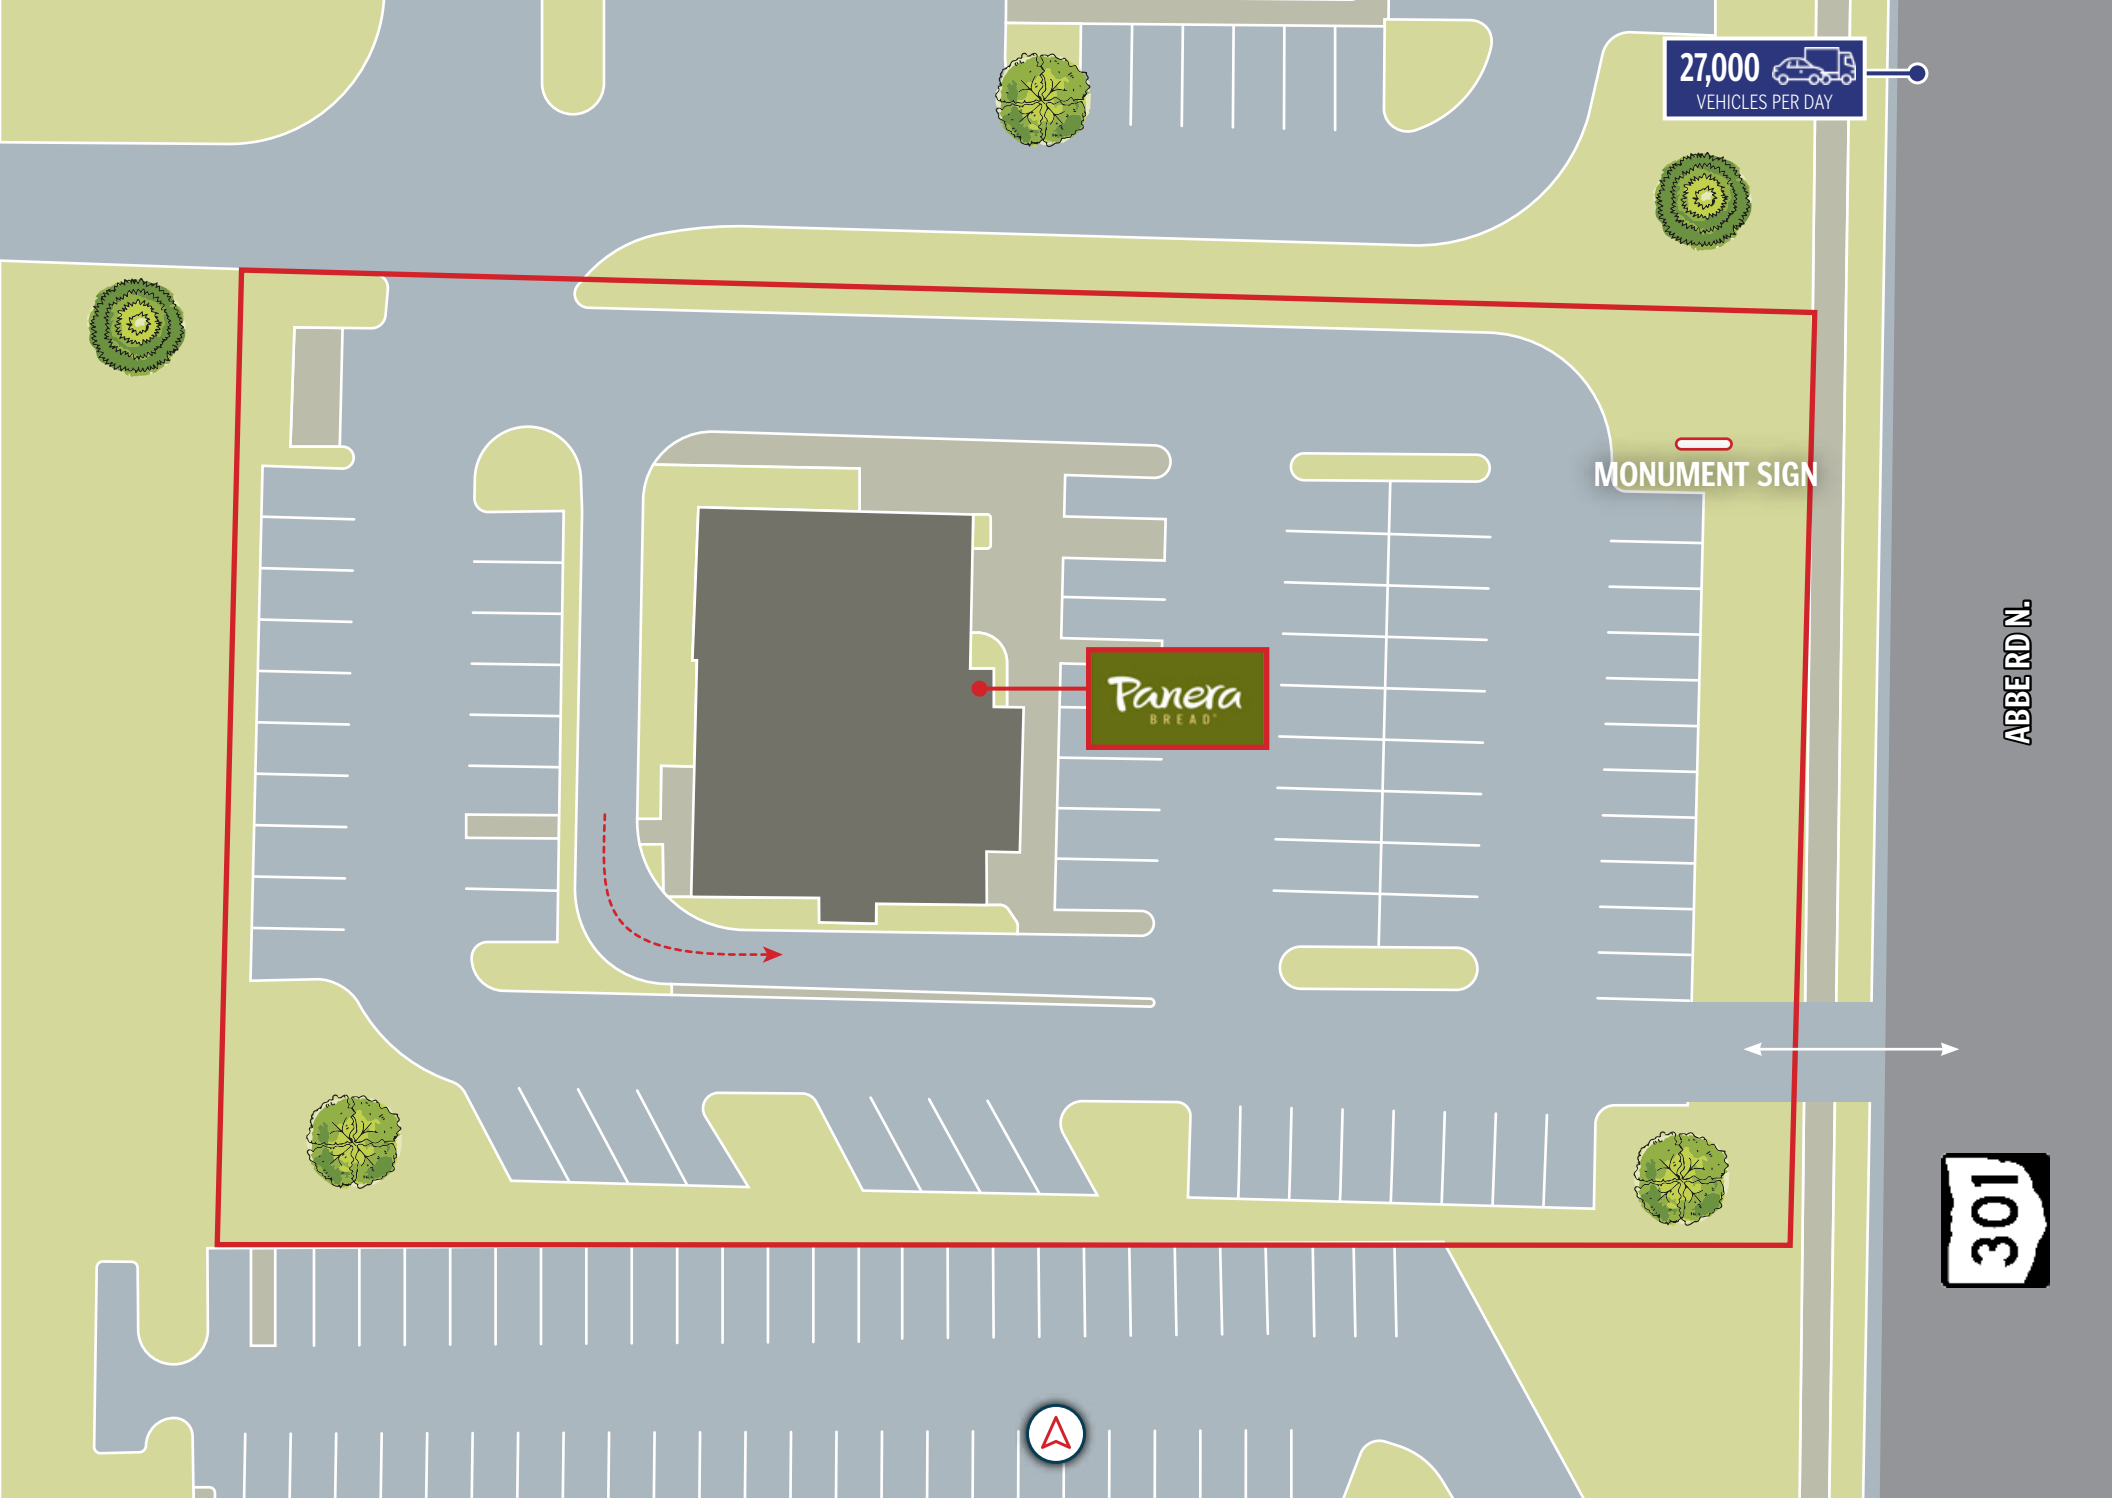 27,000
VEHICLES PER DAY
MONUMENT SIGN
Panera
BREAD
ABBE RD N.
301